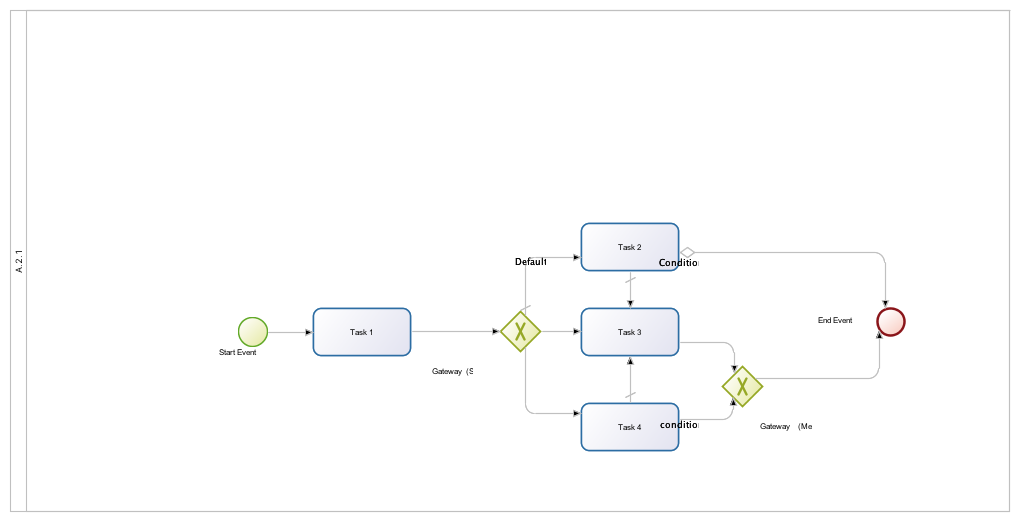 A.2.1
Task 2
Default
Conditio
Task 1
Task 3
End Event
Start Event
Gateway (S
Task 4
conditio
Gateway (Me